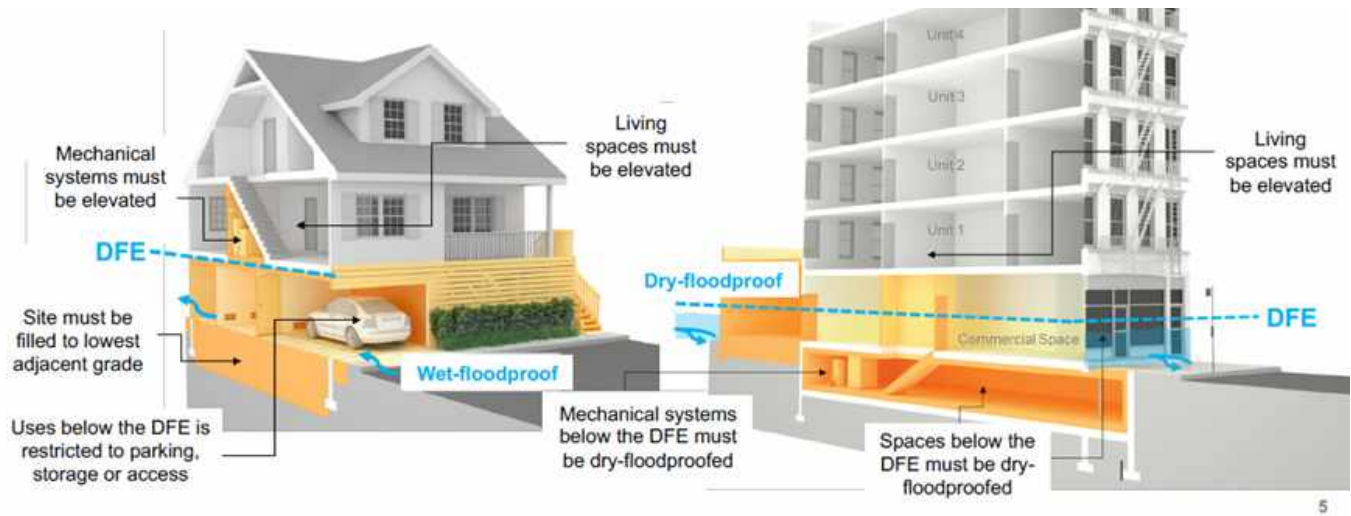 Mechanical
systems must
be elevated
Living
spaces must
be elevated
DFE
Site must be
filled to lowest
adjacent grade
Wet-floodproof
Uses below the DFE is
restricted to parking,
storage or access
Unit 4
Unit 3
Unit 2
Unit 1
Living
spaces must
be elevated
Dry-floodproof
DFE
Commercial Space
Mechanical systems
below the DFE must
be dry-floodproofed
Spaces below the
DFE must be dry-
floodproofed
5